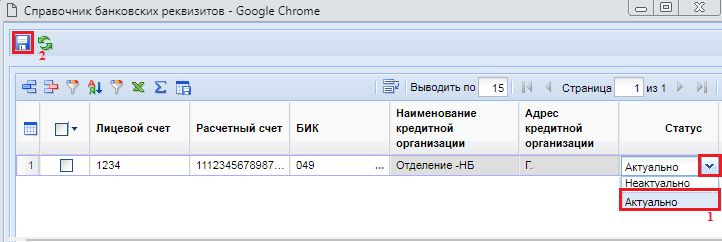 Справочник банковских реквизитов - Google Chrome
2
Выводить по 15 Страница 1 из 1
Лицевой счет Расчетный счет БИК Наименование кредитной организации Адрес кредитной организации Статус
1 1234 1112345678987... 049 ... Отделение -НБ Г. Актуально
Неактуально
Актуально
1